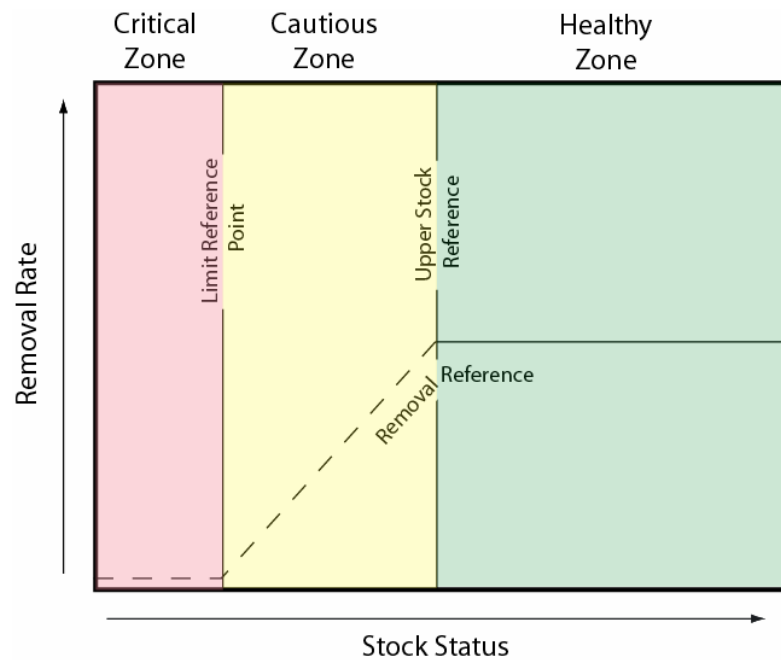 Critical
Zone
Cautious
Zone
Healthy
Zone
Removal Rate
Limit Reference
Point
Upper Stock
Reference
Removal Reference
Stock Status